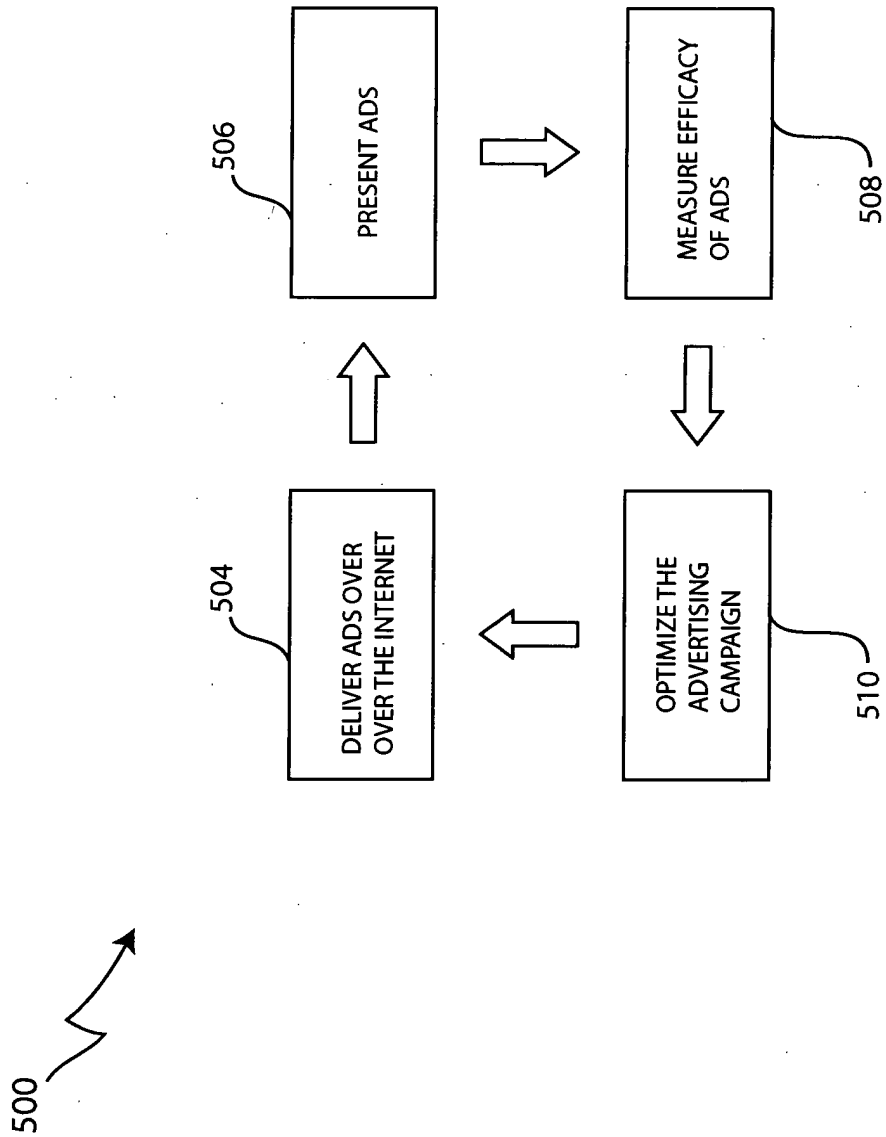 500
504
DELIVER ADS OVER
OVER THE INTERNET
506
PRESENT ADS
MEASURE EFFICACY
OF ADS
508
OPTIMIZE THE
ADVERTISING
CAMPAIGN
510